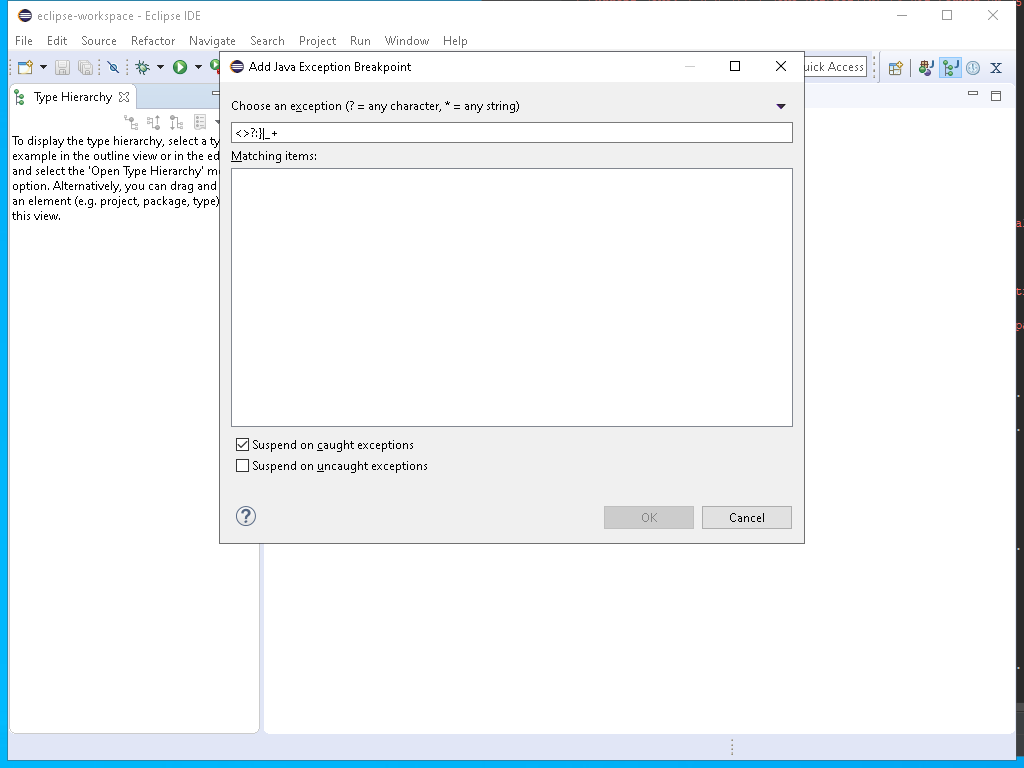 eclipse-workspace - Eclipse IDE
File Edit Source Refactor Navigate Search Project Run Window Help
Add Java Exception Breakpoint
uick Access
Type Hierarchy
Choose an exception (? = any character, * = any string)
<>?:}|_+
Matching items:
To display the type hierarchy, select a ty
example in the outline view or in the ed
and select the 'Open Type Hierarchy' m
option. Alternatively, you can drag and
an element (e.g. project, package, type)
this view.
Suspend on caught exceptions
Suspend on uncaught exceptions
OK Cancel